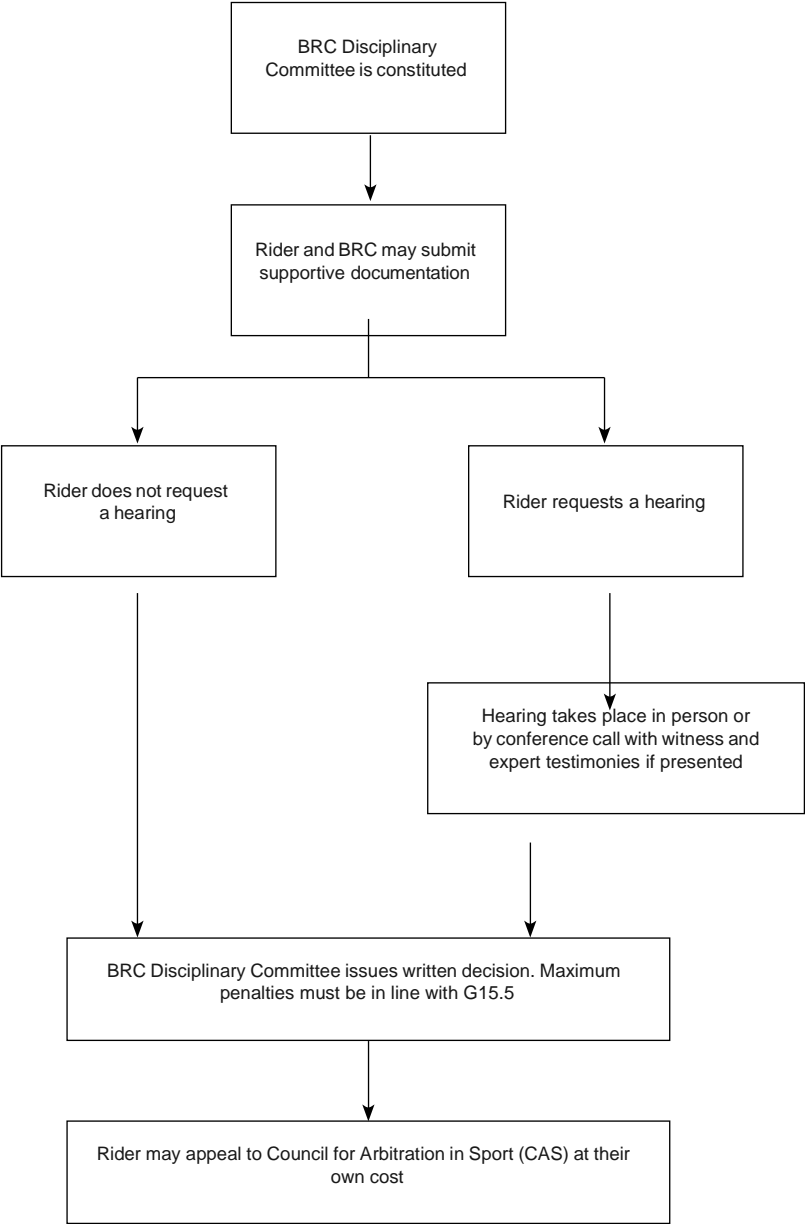 BRC Disciplinary
Committee is constituted
Rider and BRC may submit
supportive documentation
Rider does not request
a hearing
Rider requests a hearing
Hearing takes place in person or
by conference call with witness and
expert testimonies if presented
BRC Disciplinary Committee issues written decision. Maximum
penalties must be in line with G15.5
Rider may appeal to Council for Arbitration in Sport (CAS) at their
own cost